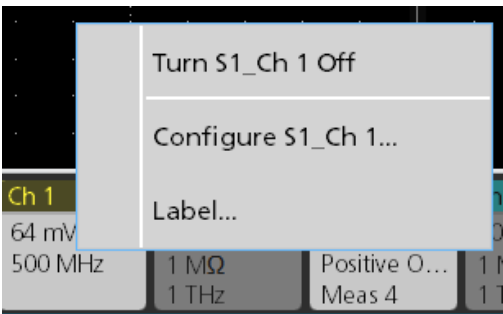 Turn S1_Ch 1 Off
Configure S1_Ch 1...
Label...
Ch 1
64 mV
500 MHz
1 MΩ
1 THz
Positive O...
Meas 4